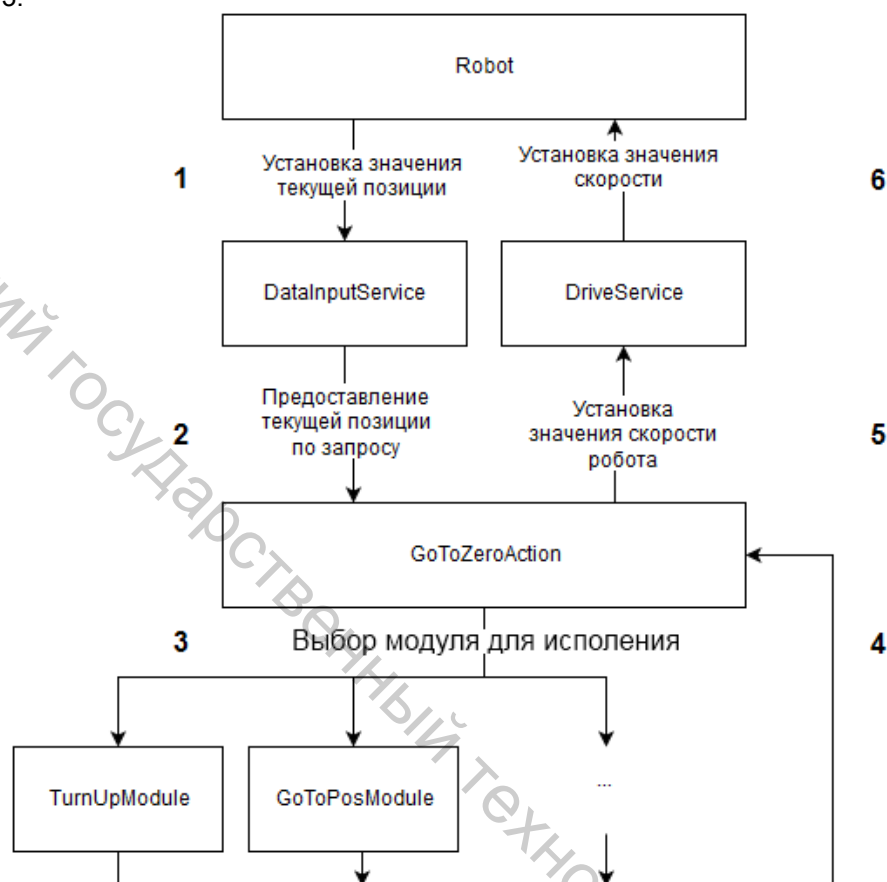 Robot
1
Установка значения
текущей позиции
Установка значения
скорости
6
DataInputService
DriveService
2
Предоставление
текущей позиции
по запросу
Установка
значения скорости
робота
5
GoToZeroAction
3
Выбор модуля для исполения
4
TurnUpModule
GoToPosModule
...
государственный